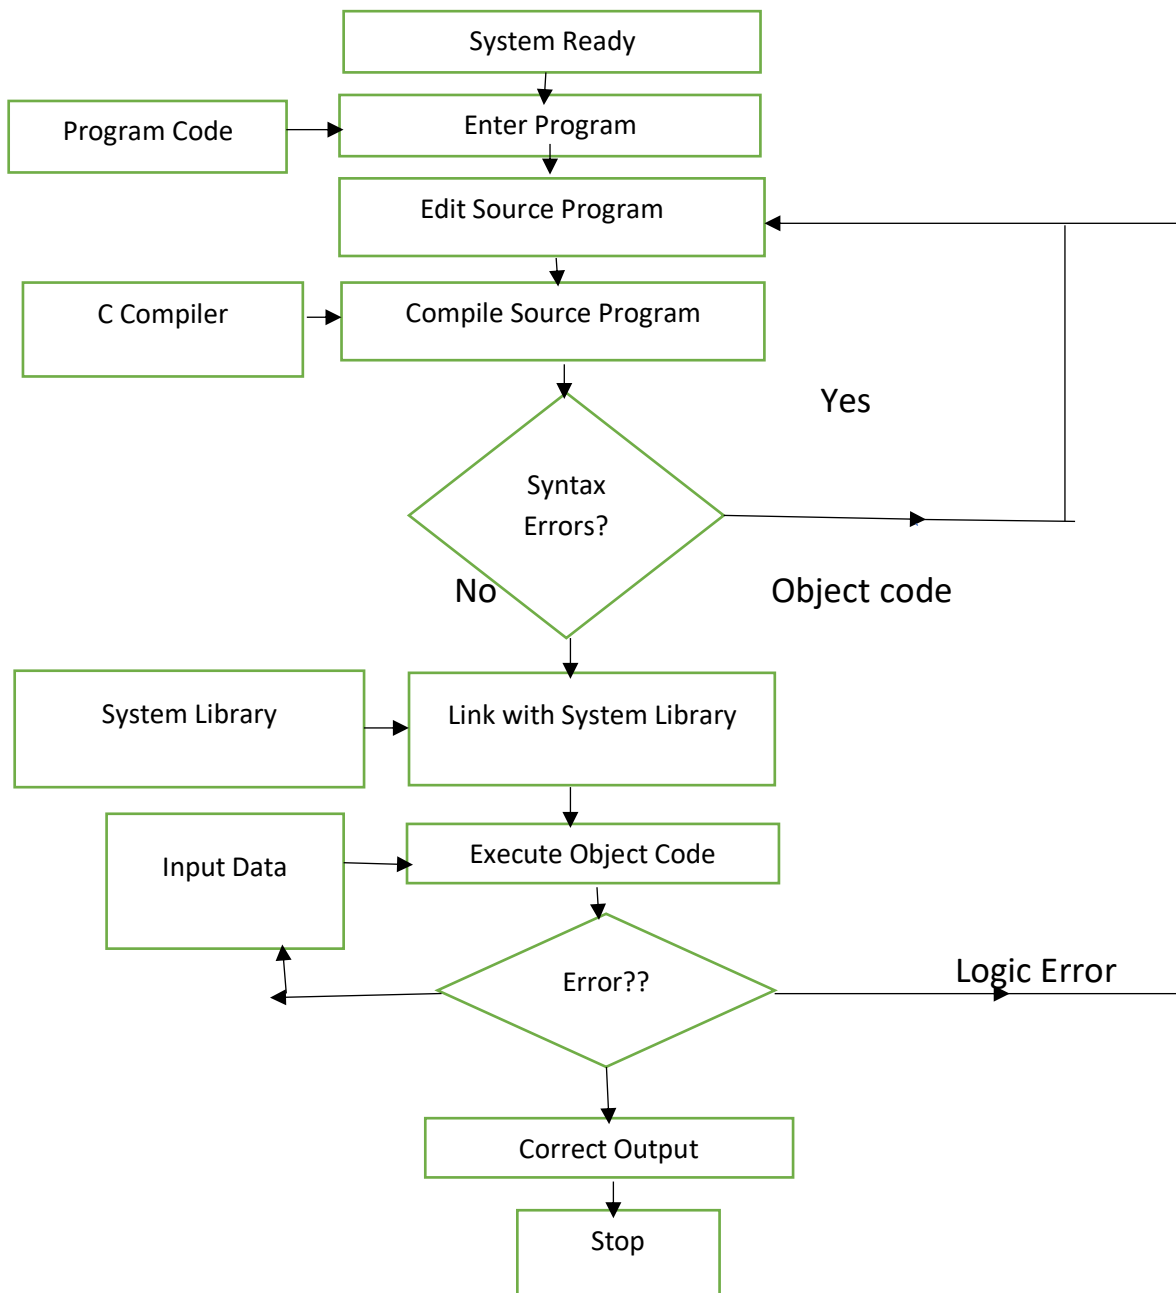 System Ready
Program Code
Enter Program
Edit Source Program
C Compiler
Compile Source Program
Yes
Syntax
Errors?
No
Object code
System Library
Link with System Library
Input Data
Execute Object Code
Error??
Logic Error
Correct Output
Stop